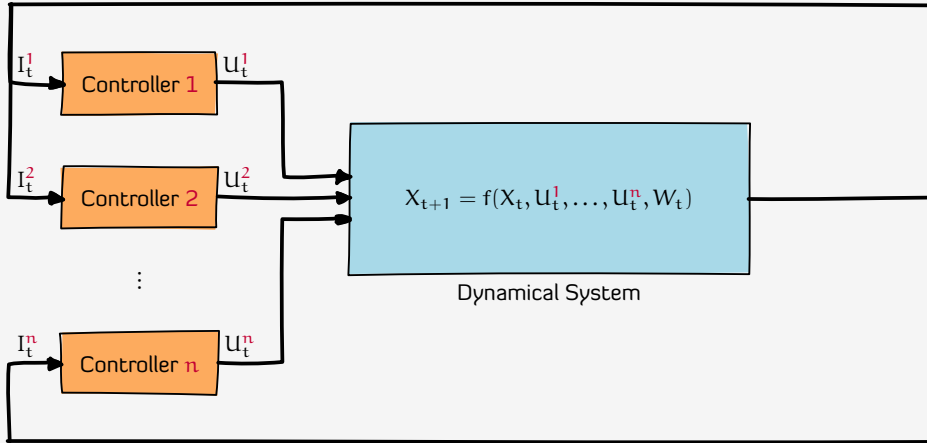 I_t^1
U_t^1
Controller 1
I_t^2
U_t^2
Controller 2
X_{t+1} = f(X_t, U_t^1, ..., U_t^n, W_t)
⋮
Dynamical System
I_t^n
U_t^n
Controller n